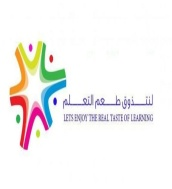 لنتذوق طعم التعلم
LETS ENJOY THE REAL TASTE OF LEARNING